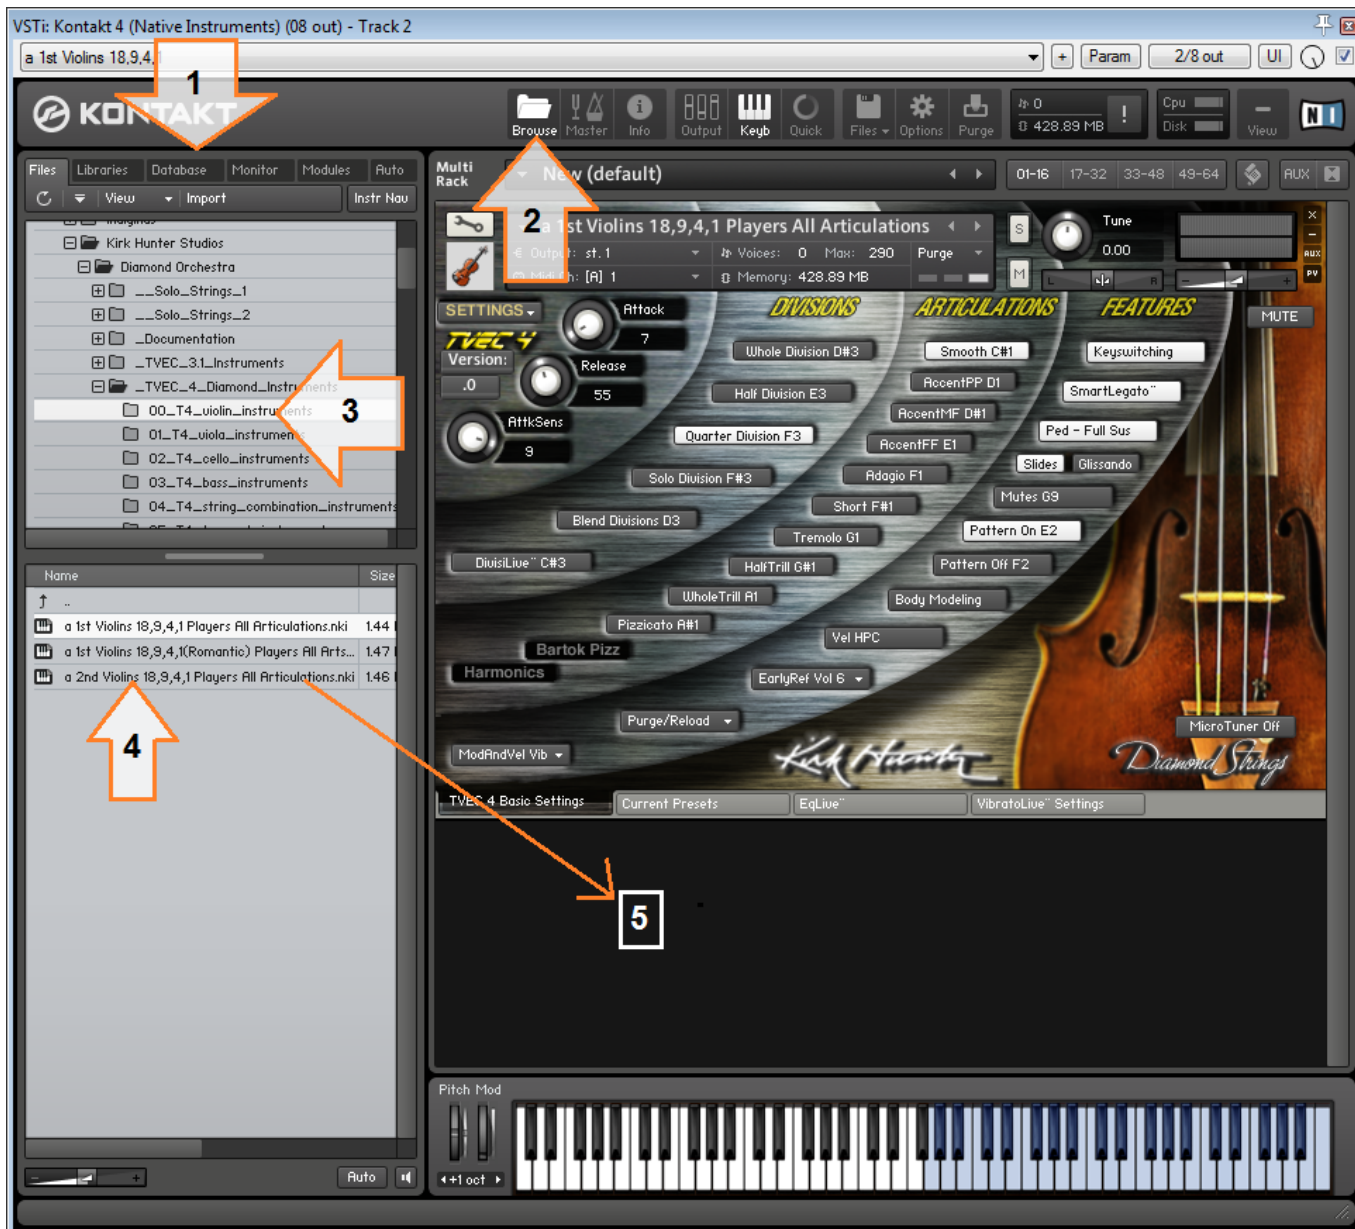 VSTi: Kontakt 4 (Native Instruments) (08 out) - Track 2
a 1st Violins 18,9,4,1
+ Param 2/8 out UI
1
KONTAKT
Browse Master Info Output Keyb Quick Files Options Purge
0
428.89 MB
!
Cpu
Disk
View
NI
Files Libraries Database Monitor Modules Auto
View Import Instr Nav
Kirk Hunter Studios
Diamond Orchestra
__Solo_Strings_1
__Solo_Strings_2
_Documentation
_TVEC_3.1_Instruments
_TVEC_4_Diamond_Instruments
00_T4_violin_instruments
01_T4_viola_instruments
02_T4_cello_instruments
03_T4_bass_instruments
04_T4_string_combination_instruments
3
Name Size
..
a 1st Violins 18,9,4,1 Players All Articulations.nki 1.44
a 1st Violins 18,9,4,1(Romantic) Players All Arts... 1.47
a 2nd Violins 18,9,4,1 Players All Articulations.nki 1.46
4
Auto
Multi
Rack
New (default)
01-16 17-32 33-48 49-64 AUX
2
a 1st Violins 18,9,4,1 Players All Articulations
Output: st.1 Voices: 0 Max: 290 Purge
Midi Ch: [A] 1 Memory: 428.89 MB
S
M
Tune
0.00
L R
- +
×
-
AUX
PV
SETTINGS
TVEC 4
Version:
.0
Attack
7
Release
55
AttkSens
9
DIVISIONS
Whole Division D#3
Half Division E3
Quarter Division F3
Solo Division F#3
Blend Divisions D3
DivisiLive¨ C#3
ARTICULATIONS
Smooth C#1
AccentPP D1
AccentMF D#1
AccentFF E1
Adagio F1
Short F#1
Tremolo G1
HalfTrill G#1
WholeTrill A1
Pizzicato A#1
Bartok Pizz
Harmonics
FEATURES
MUTE
Keyswitching
SmartLegato¨
Ped - Full Sus
Slides Glissando
Mutes G9
Pattern On E2
Pattern Off F2
Body Modeling
Vel HPC
EarlyRef Vol 6
Purge/Reload
ModAndVel Vib
MicroTuner Off
Kirk Hunter
Diamond Strings
TVEC 4 Basic Settings Current Presets EqLive¨ VibratoLive¨ Settings
5
Pitch Mod
+1 oct